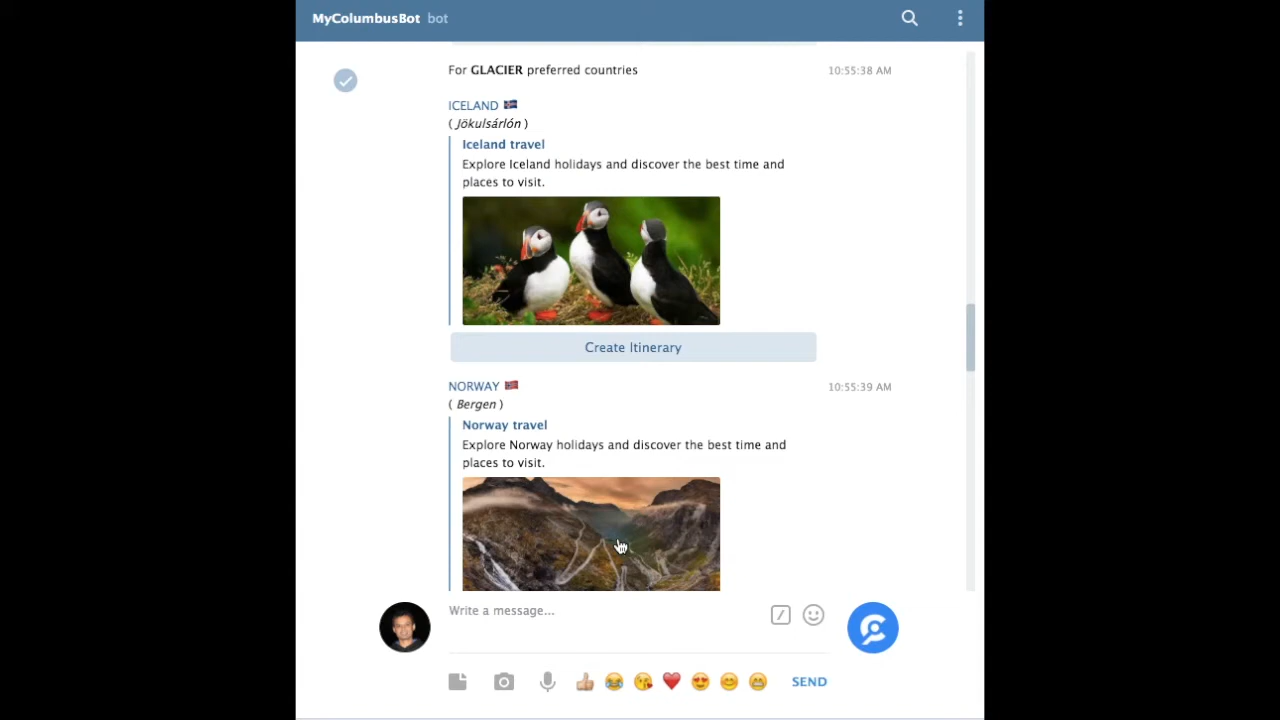 MyColumbusBot bot
For GLACIER preferred countries 10:55:38 AM
ICELAND
( Jökulsárlón )
Iceland travel
Explore Iceland holidays and discover the best time and
places to visit.
Create Itinerary
NORWAY 10:55:39 AM
( Bergen )
Norway travel
Explore Norway holidays and discover the best time and
places to visit.
Write a message...
SEND